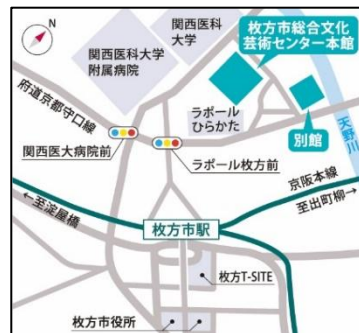 N
関西医科
大学
関西医科大学
附属病院
枚方市総合文化
芸術センター本館
府道京都守口線
ラポール
ひらかた
別館
天野川
関西医大病院前
ラポール枚方前
京阪本線
至出町柳→
←至淀屋橋
枚方市駅
枚方T-SITE
枚方市役所